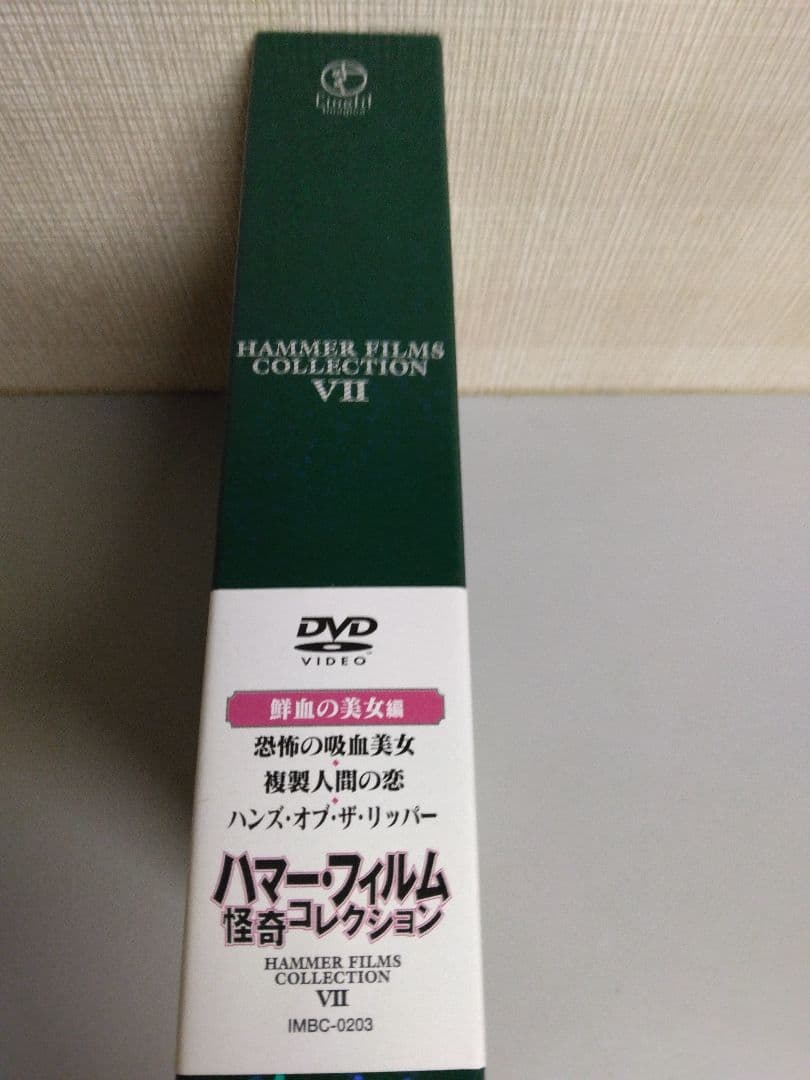 HAMMER FILMS
COLLECTION
VII
DVD
VIDEO
鮮血の美女編
恐怖の吸血美女
複製人間の恋
ハンズ・オブ・ザ・リッパー
ハマー・フィルム
怪奇コレクション
HAMMER FILMS
COLLECTION
VII
IMBC-0203